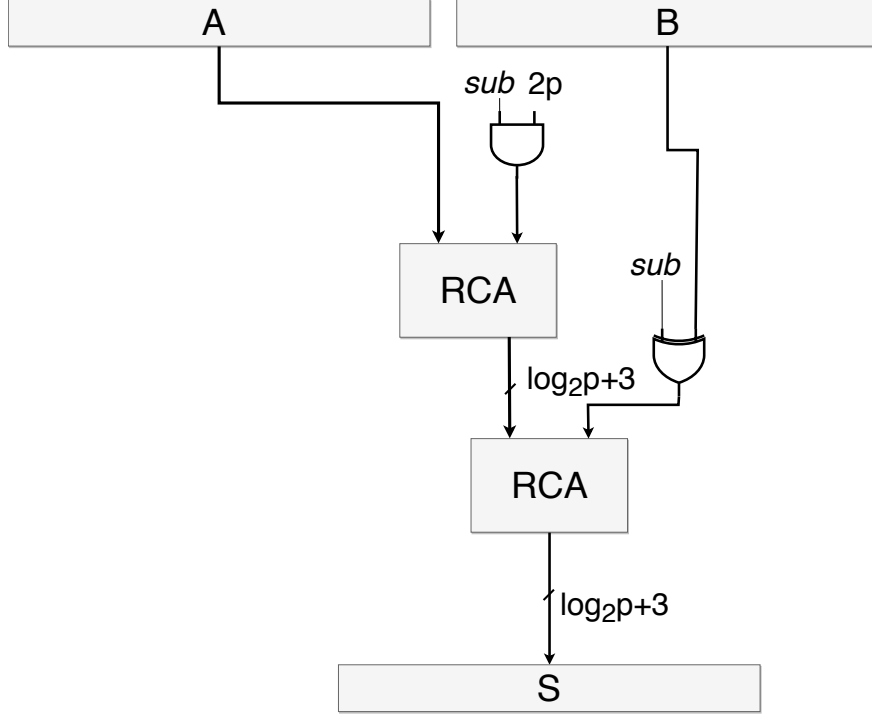 A
B
sub 2p
RCA
sub
log₂p+3
RCA
log₂p+3
S